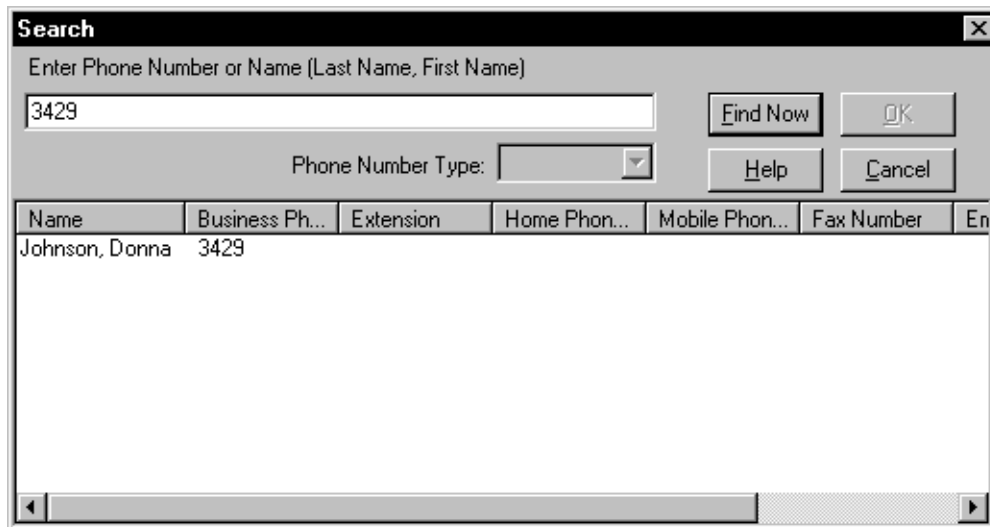 Search
Enter Phone Number or Name (Last Name, First Name)
3429
Find Now
OK
Phone Number Type:
Help
Cancel
Name Business Ph... Extension Home Phon... Mobile Phon... Fax Number En
Johnson, Donna 3429